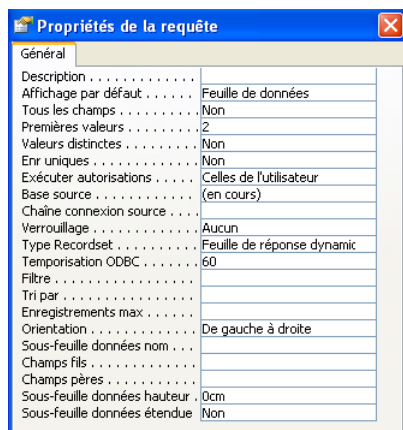 Propriétés de la requête
Général
Description . . . . . . . . . . . . .
Affichage par défaut . . . . . . Feuille de données
Tous les champs . . . . . . . . . . Non
Premières valeurs . . . . . . . . . 2
Valeurs distinctes . . . . . . . . . Non
Enr uniques . . . . . . . . . . . . . Non
Exécuter autorisations . . . . . Celles de l'utilisateur
Base source . . . . . . . . . . . . (en cours)
Chaîne connexion source . . . .
Verrouillage . . . . . . . . . . . . . Aucun
Type Recordset . . . . . . . . . . Feuille de réponse dynamic
Temporisation ODBC . . . . . . . 60
Filtre . . . . . . . . . . . . . . . . . .
Tri par . . . . . . . . . . . . . . . . .
Enregistrements max . . . . . .
Orientation . . . . . . . . . . . . . De gauche à droite
Sous-feuille données nom . . .
Champs fils . . . . . . . . . . . . .
Champs pères . . . . . . . . . . .
Sous-feuille données hauteur . 0cm
Sous-feuille données étendue Non